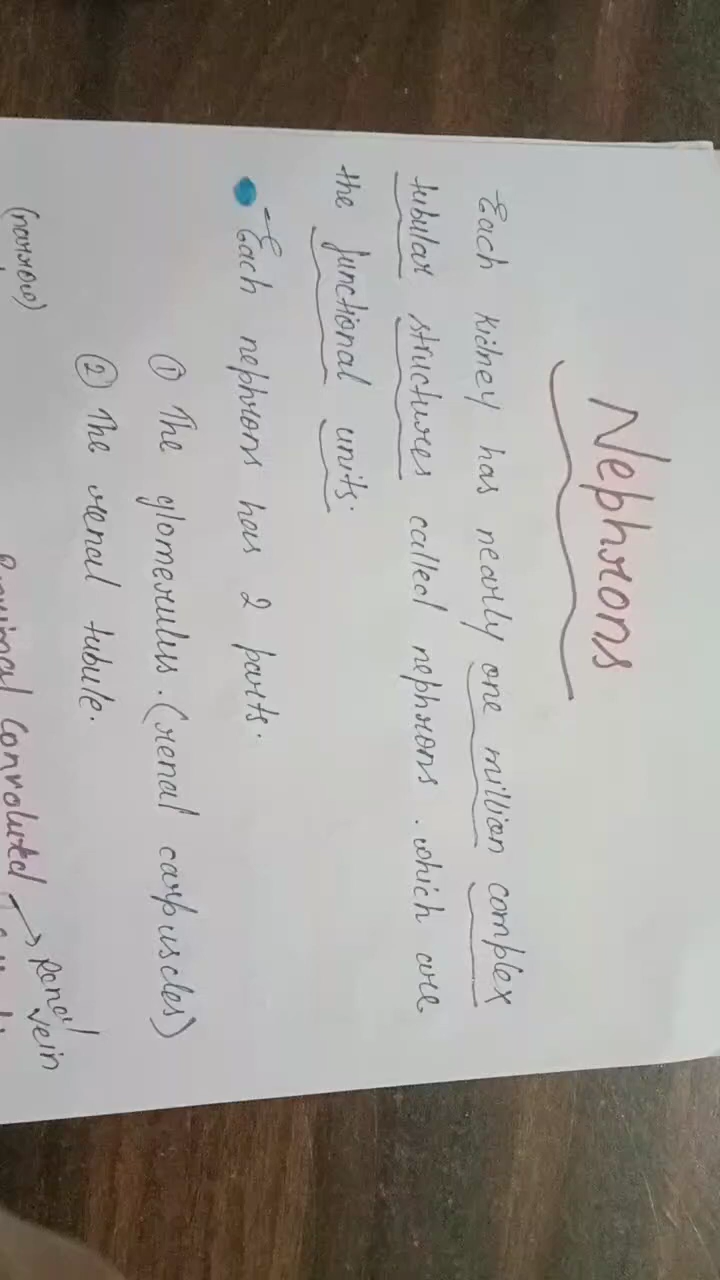 Nephrons
Each kidney has nearly one million complex
tubular structures called nephrons. which are
the functional units.
Each nephrons has 2 parts.
① The glomerulus. (renal carpuscles)
② The renal tubule.
(narrow)
convoluted → Renal
vein